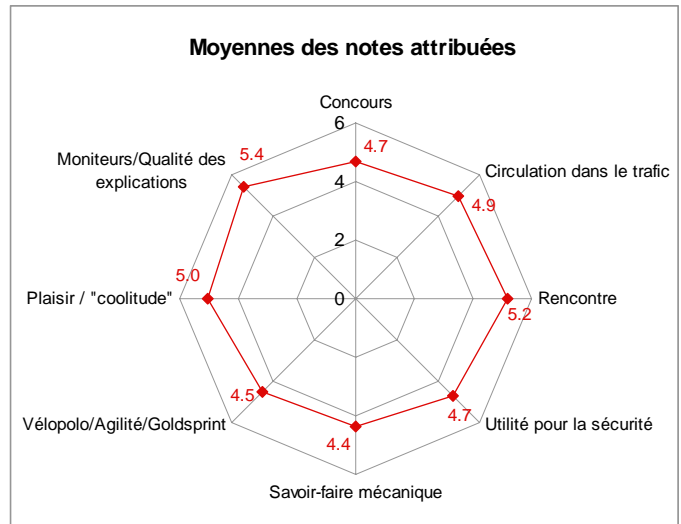 Moyennes des notes attribuées
Concours
6
4.7
5.4
Moniteurs/Qualité des
explications
Circulation dans le trafic
4
4.9
2
5.0
Plaisir / "coolitude"
0
Rencontre
5.2
4.5
4.7
Vélopolo/Agilité/Goldsprint
Utilité pour la sécurité
4.4
Savoir-faire mécanique